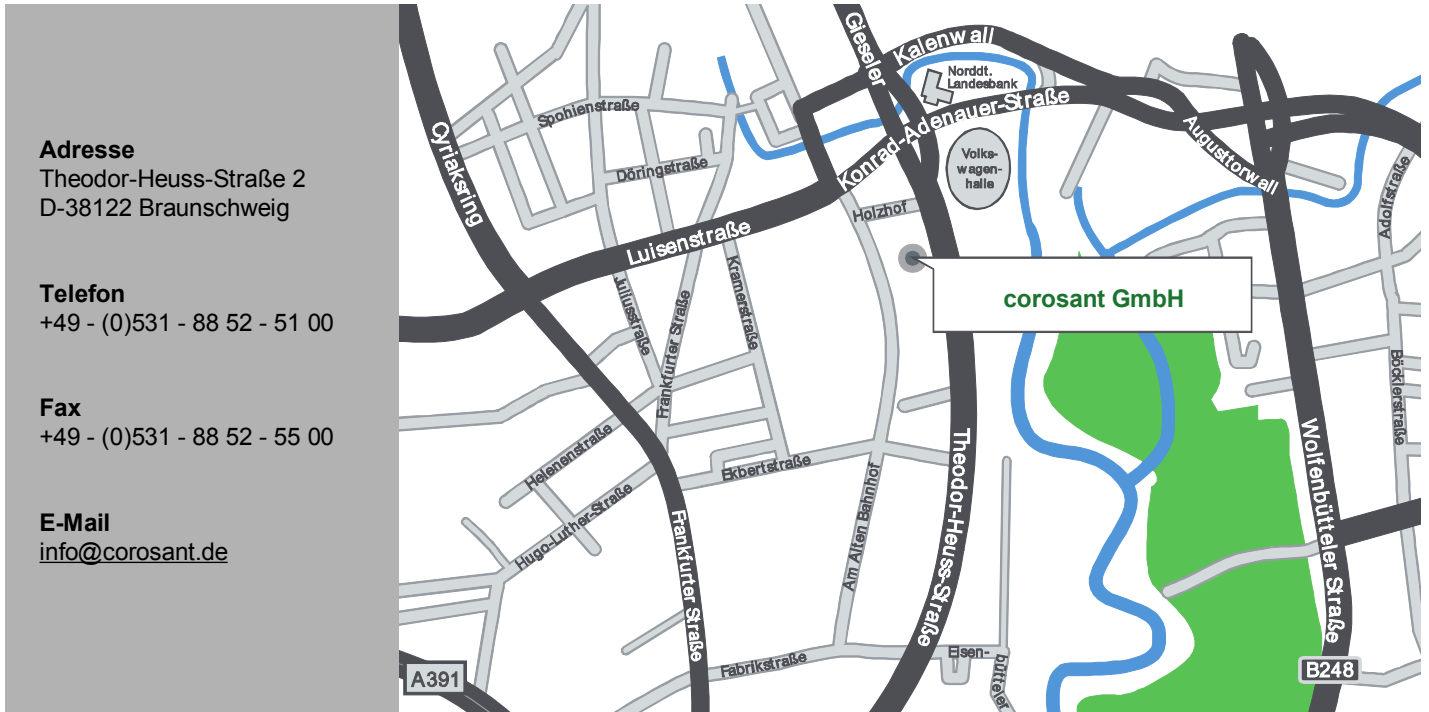 Adresse
Theodor-Heuss-Straße 2
D-38122 Braunschweig
Telefon
+49 - (0)531 - 88 52 - 51 00
Fax
+49 - (0)531 - 88 52 - 55 00
E-Mail
info@corosant.de
Gieseler
Kalenwall
Nordd.
Landesbank
Spohienstraße
Konrad-Adenauer-Straße
Cyriaksring
Augusttorwall
Volks-
wagen-
halle
Döringstraße
Adolfstraße
Holzhof
Luisenstraße
Juliusstraße
Frankfurter Straße
Kramerstraße
corosant GmbH
Böcklerstraße
Helenenstraße
Ekbertstraße
Hugo-Luther-Straße
Am Alten Bahnhof
Theodor-Heuss-Straße
Wolfenbütteler Straße
Frankfurter Straße
Fabrikstraße
Eisen-
bütteler
A391
B248